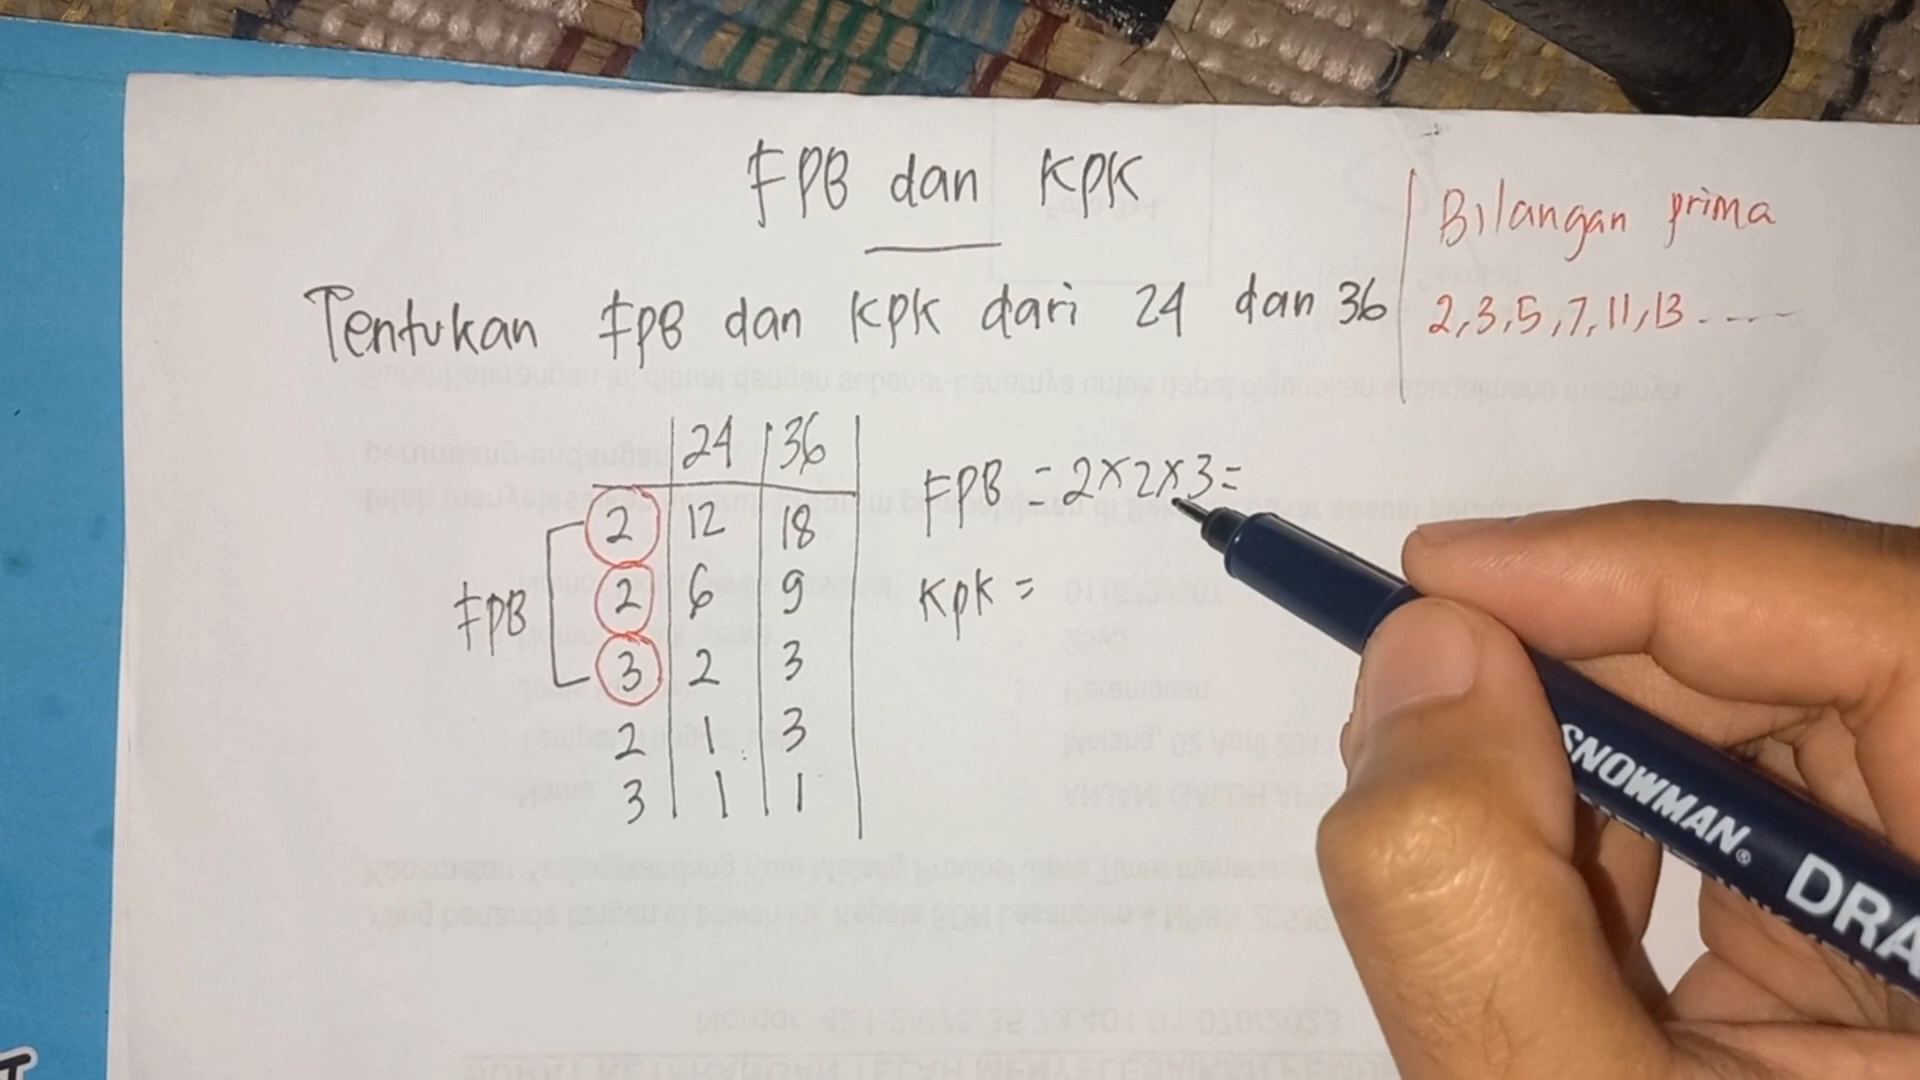 FPB dan KPK
Tentukan FPB dan KPK dari 24 dan 36
Bilangan prima
2, 3, 5, 7, 11, 13 . - - -
24 36
2 12 18
2 6 9
3 2 3
2 1 3
3 1 1
FPB
FPB - 2 x 2 x 3 =
KPK =
SNOWMAN® DRA